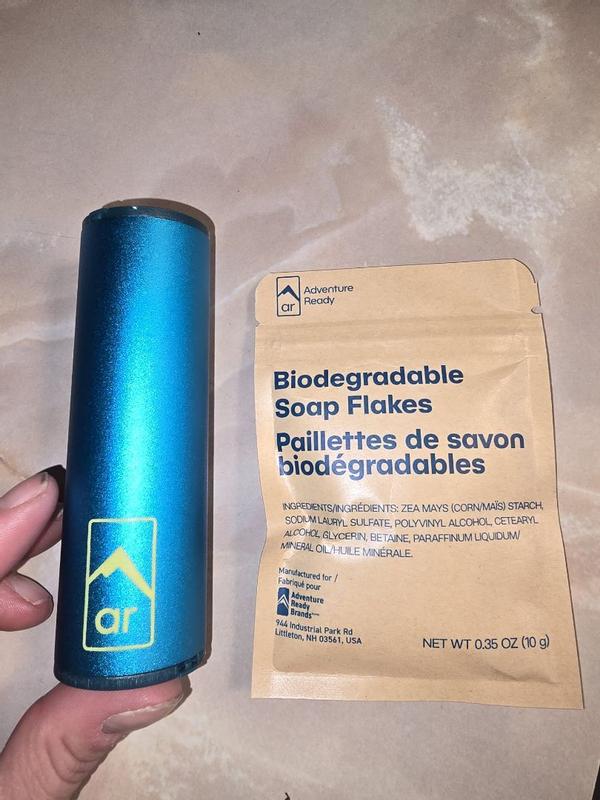 ar
ar
Adventure
Ready
Biodegradable
Soap Flakes
Paillettes de savon
biodégradables
INGREDIENTS/INGRÉDIENTS: ZEA MAYS (CORN/MAÏS) STARCH,
SODIUM LAURYL SULFATE, POLYVINYL ALCOHOL, CETEARYL
ALCOHOL, GLYCERIN, BETAINE, PARAFFINUM LIQUIDUM/
MINERAL OIL/HUILE MINÉRALE.
Manufactured for /
Fabriqué pour
Adventure
Ready
Brands
944 Industrial Park Rd
Littleton, NH 03561, USA
NET WT 0.35 OZ (10 g)